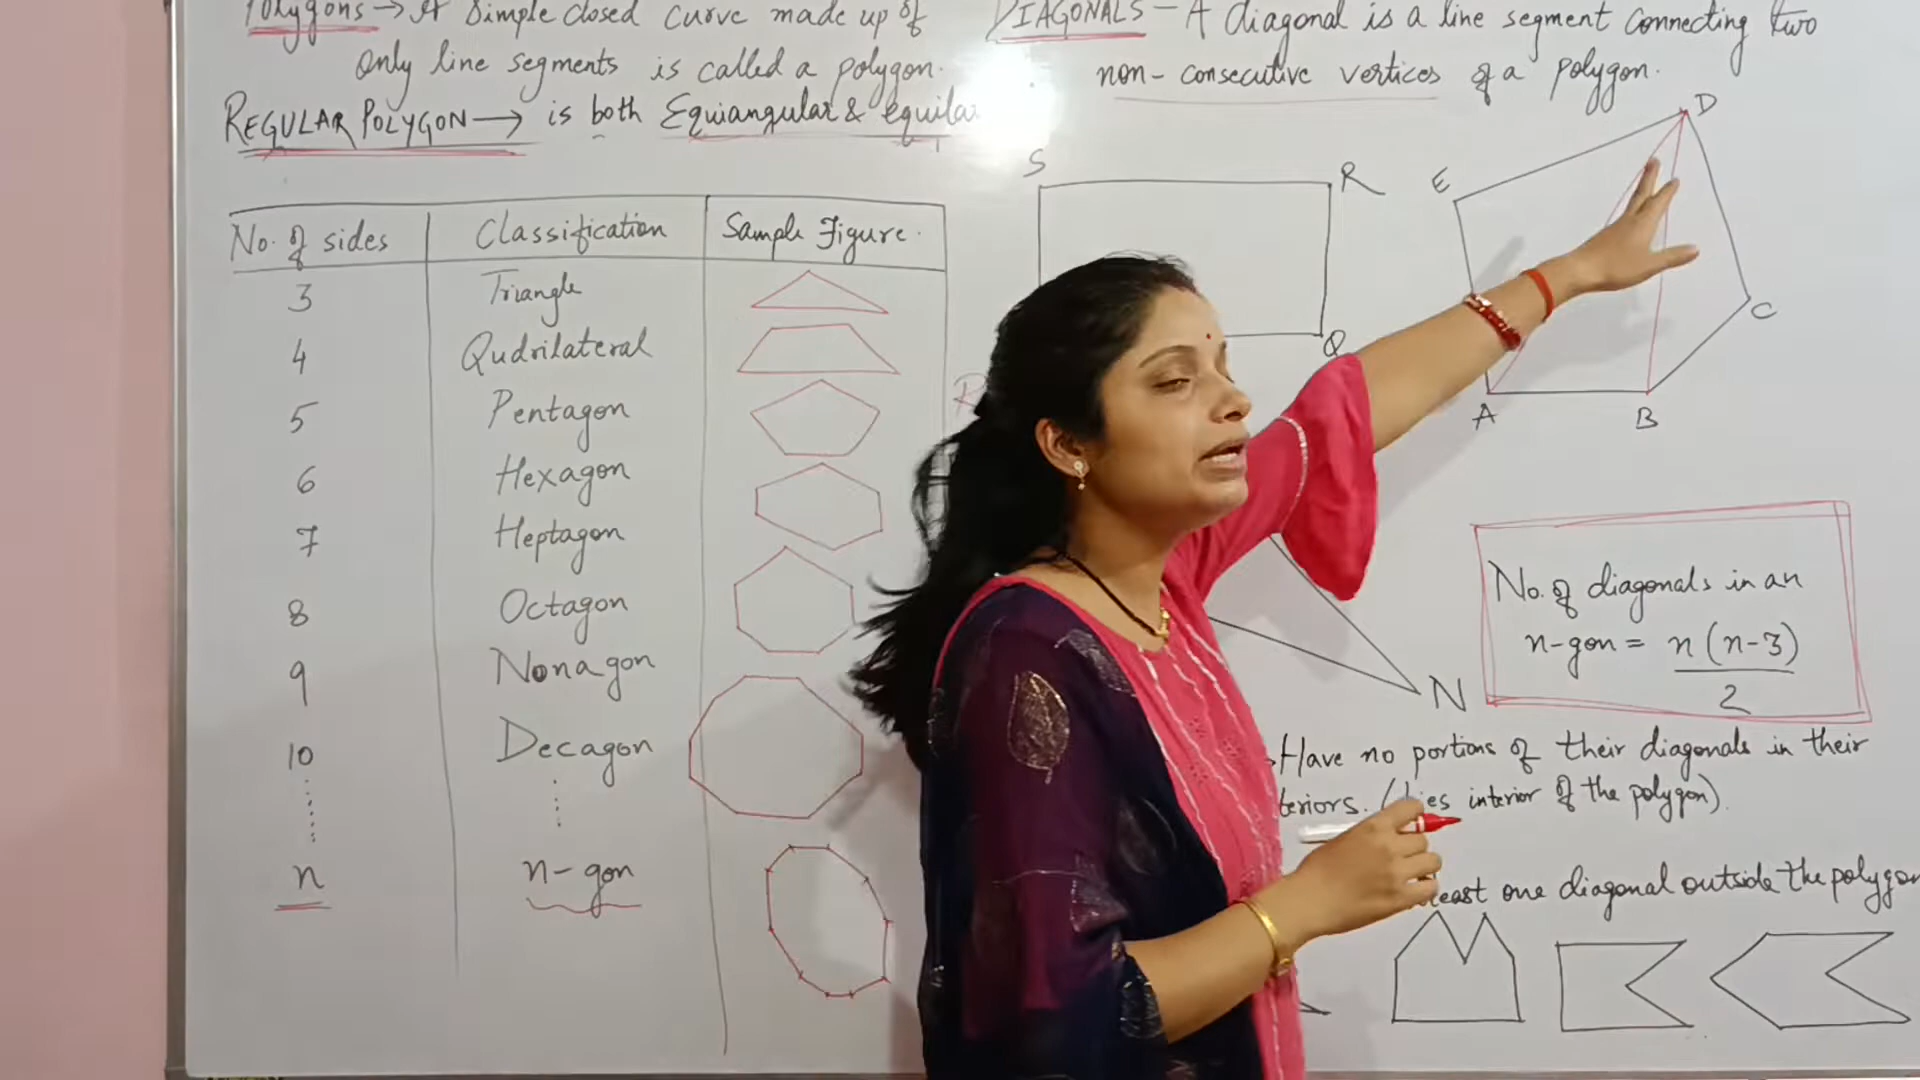 Polygons → A Simple closed curve made up of
only line segments is called a polygon.
REGULAR POLYGON → is both Equiangular & equila
No. of sides Classification Sample Figure.
3 Triangle
4 Qudrilateral
5 Pentagon
6 Hexagon
7 Heptagon
8 Octagon
9 Nonagon
10 Decagon
n n-gon
DIAGONALS - A diagonal is a line segment connecting two
non-consecutive vertices of a polygon.
S R
Q
D
E
C
A B
N
No. of diagonals in an
n-gon = n(n-3)
2
Have no portions of their diagonals in their
teriors. interior of the polygon).
least one diagonal outside the polygon